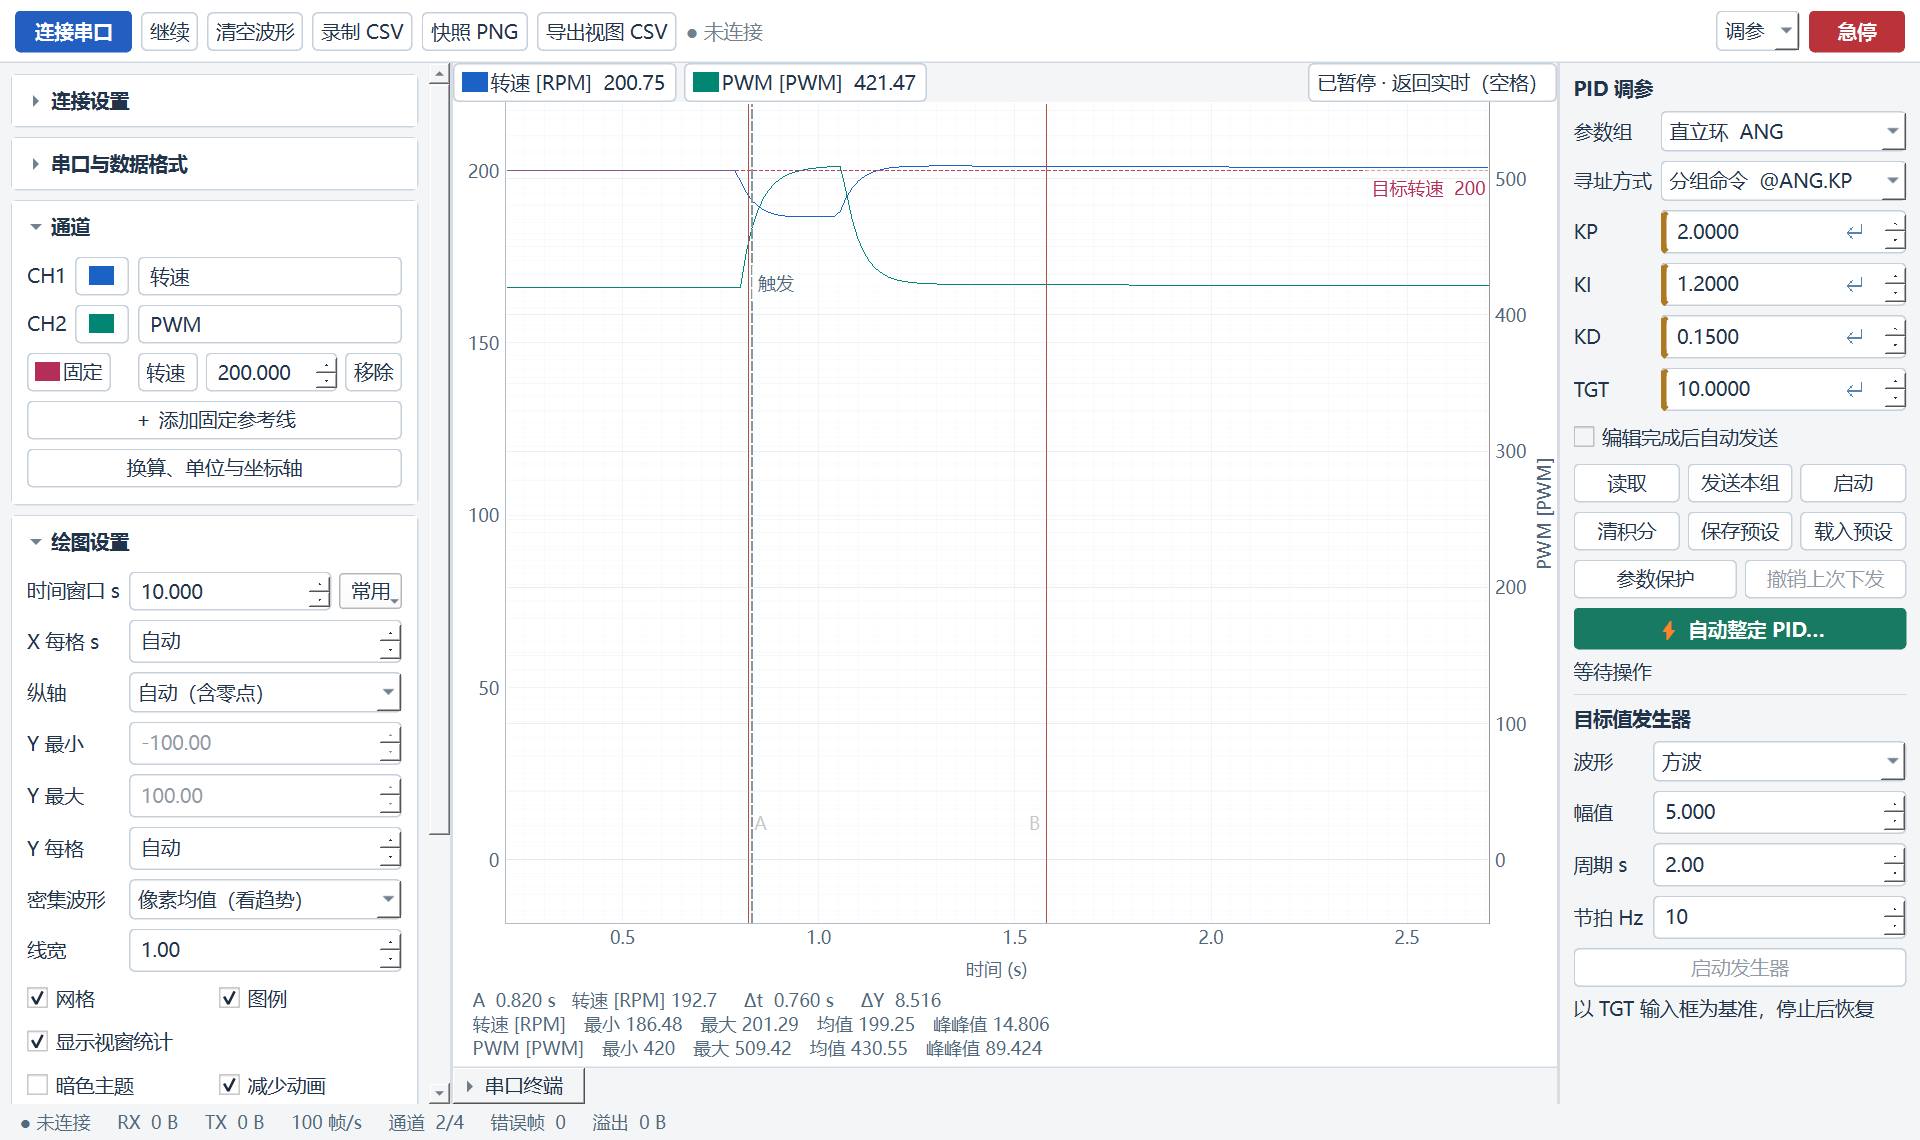 连接串口 继续 清空波形 录制 CSV 快照 PNG 导出视图 CSV ● 未连接 调参 急停
连接设置
串口与数据格式
通道
CH1 转速
CH2 PWM
固定 转速 200.000 移除
+ 添加固定参考线
换算、单位与坐标轴
绘图设置
时间窗口 s 10.000 常用
X 每格 s 自动
纵轴 自动（含零点）
Y 最小 -100.00
Y 最大 100.00
Y 每格 自动
密集波形 像素均值（看趋势）
线宽 1.00
网格 图例
显示视窗统计
暗色主题 减少动画
转速 [RPM] 200.75 PWM [PWM] 421.47 已暂停 · 返回实时（空格）
200
150
100
50
0
目标转速 200
触发
A B
500
400
300
200
100
0
PWM [PWM]
0.5 1.0 1.5 2.0 2.5
时间 (s)
A 0.820 s 转速 [RPM] 192.7 Δt 0.760 s ΔY 8.516
转速 [RPM] 最小 186.48 最大 201.29 均值 199.25 峰峰值 14.806
PWM [PWM] 最小 420 最大 509.42 均值 430.55 峰峰值 89.424
串口终端
PID 调参
参数组 直立环 ANG
寻址方式 分组命令 @ANG.KP
KP 2.0000
KI 1.2000
KD 0.1500
TGT 10.0000
编辑完成后自动发送
读取 发送本组 启动
清积分 保存预设 载入预设
参数保护 撤销上次下发
自动整定 PID...
等待操作
目标值发生器
波形 方波
幅值 5.000
周期 s 2.00
节拍 Hz 10
启动发生器
以 TGT 输入框为基准，停止后恢复
● 未连接 RX 0 B TX 0 B 100 帧/s 通道 2/4 错误帧 0 溢出 0 B